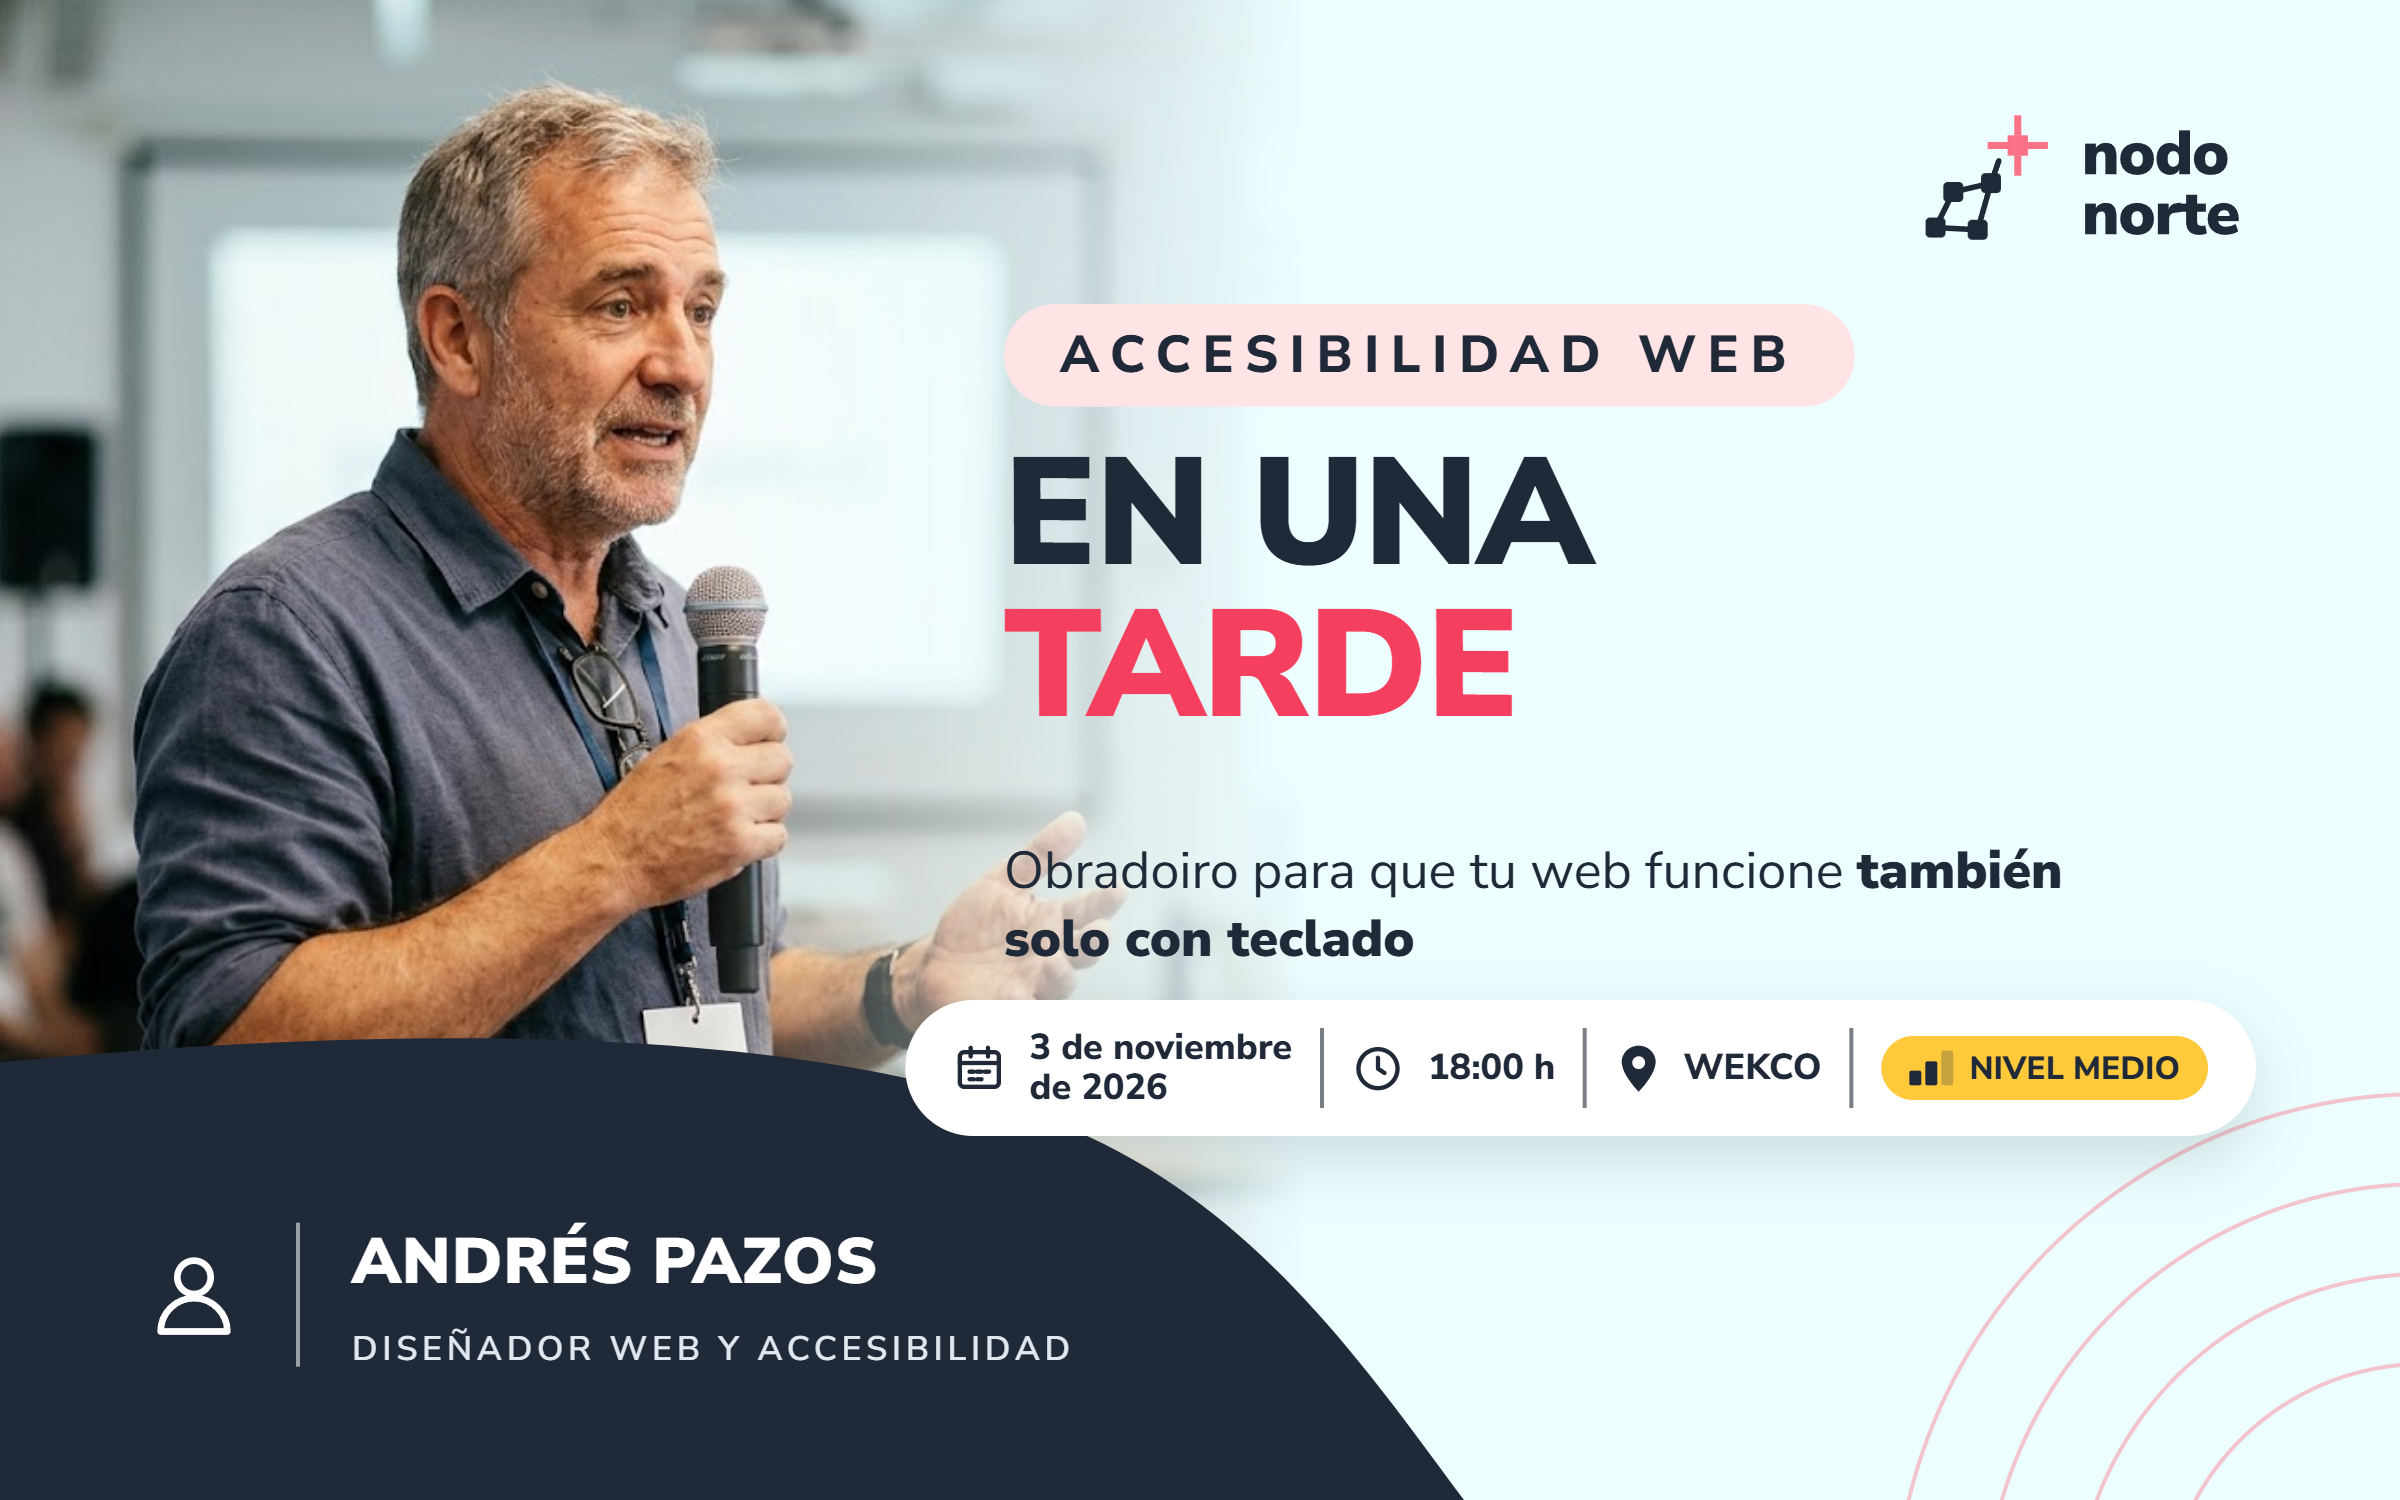 nodo
norte
ACCESIBILIDAD WEB
EN UNA
TARDE
Obradoiro para que tu web funcione también
solo con teclado
3 de noviembre
de 2026
18:00 h
WEKCO
NIVEL MEDIO
ANDRÉS PAZOS
DISEÑADOR WEB Y ACCESIBILIDAD